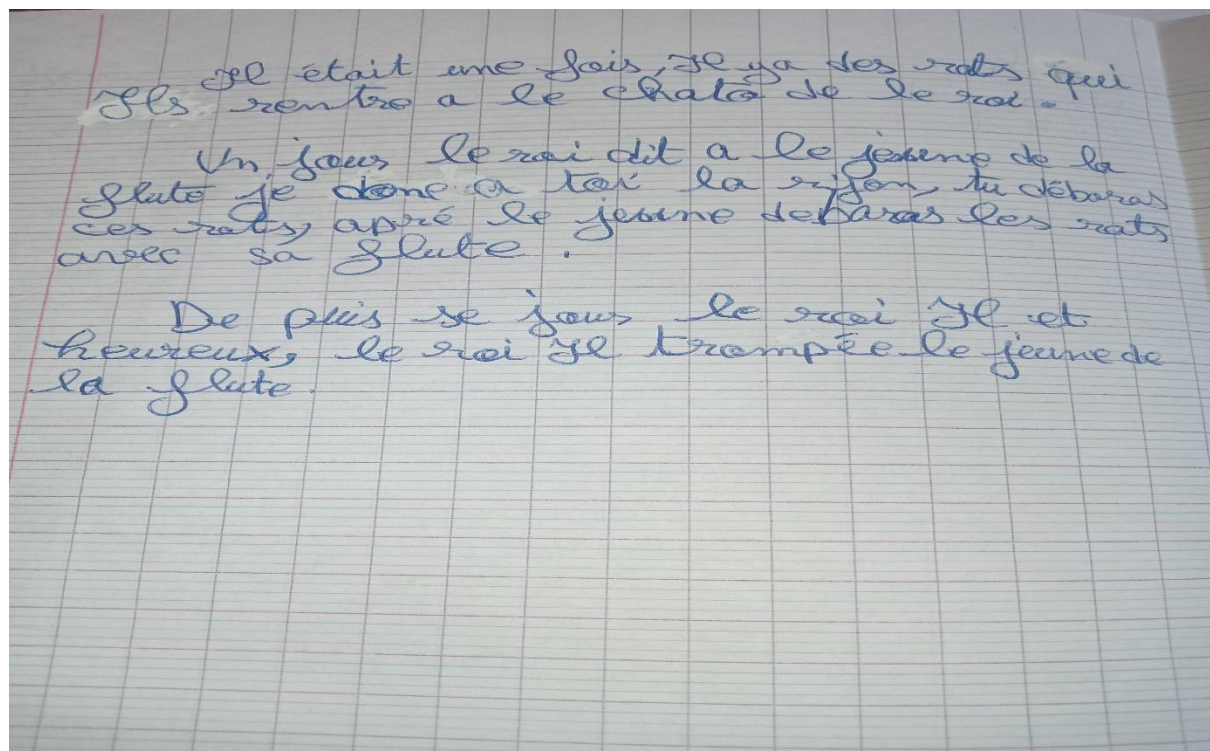 Il était une fois, Il ya des rats qui
Ils rentre a le chato de le roi.
Un jour le roi dit a le jeune de la
flute je done a toi la rijon, tu débaras
ces rats, appré le jeune debaras les rats
avec sa flute.
De puis se jour le roi Il et
heureux, le roi Il trompée le jeune de
la flute.